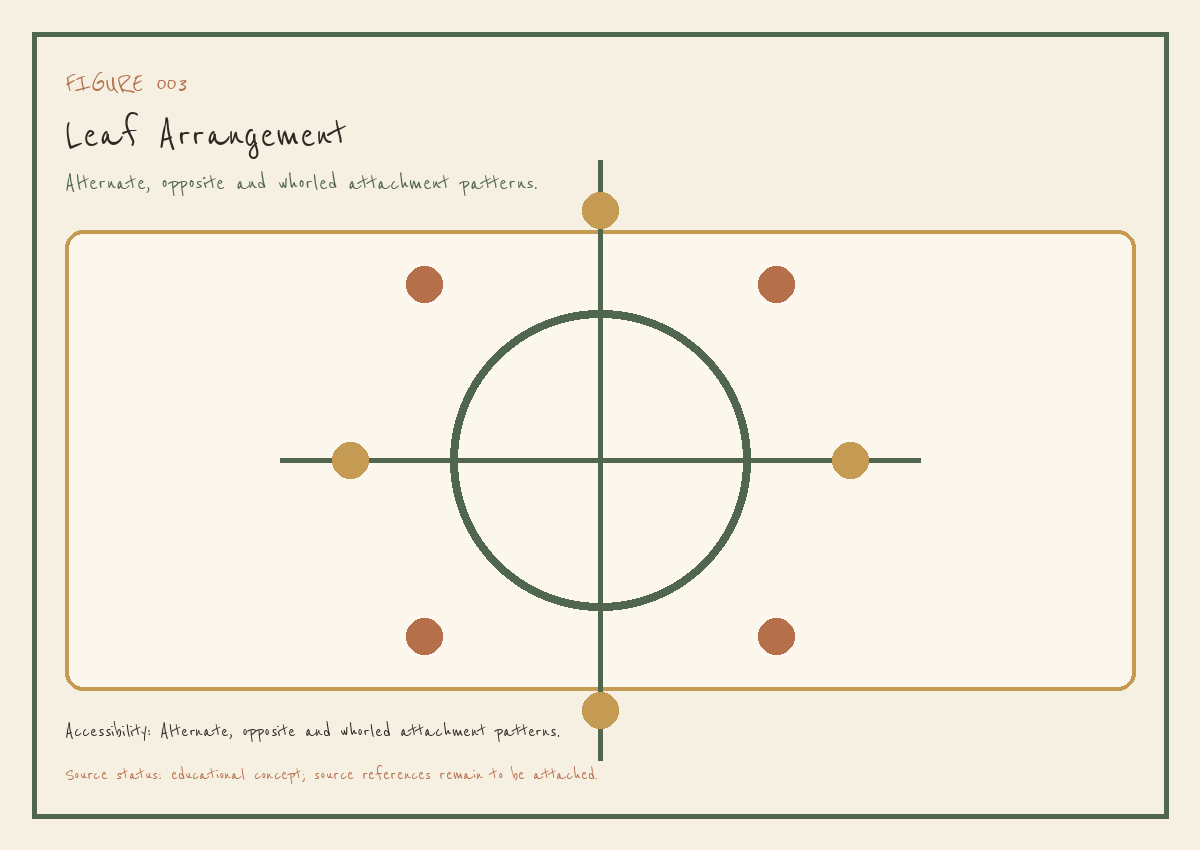 FIGURE 003
Leaf Arrangement
Alternate, opposite and whorled attachment patterns.
Accessibility: Alternate, opposite and whorled attachment patterns.
Source status: educational concept; source references remain to be attached.